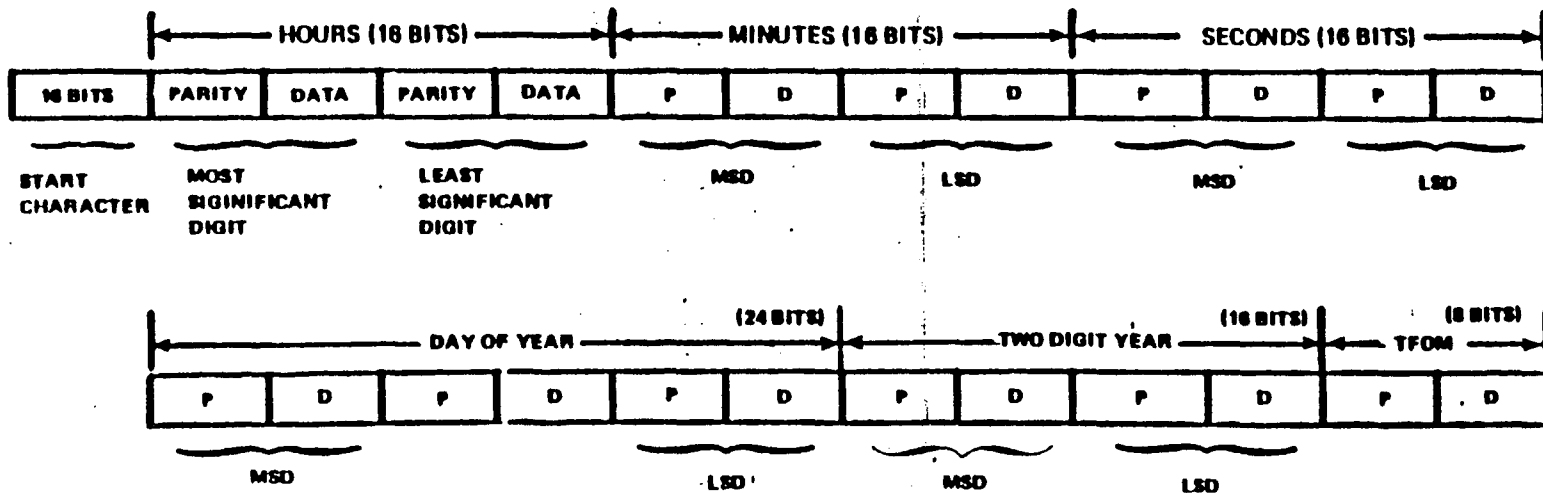 HOURS (16 BITS) MINUTES (16 BITS) SECONDS (16 BITS)
16 BITS PARITY DATA PARITY DATA P D P D P D P D
START CHARACTER
MOST SIGINIFICANT DIGIT
LEAST SIGNIFICANT DIGIT
MSD LSD MSD LSD
(24 BITS) (16 BITS) (8 BITS)
DAY OF YEAR TWO DIGIT YEAR TFOM
P D P D P D P D P D P D
MSD LSD MSD LSD